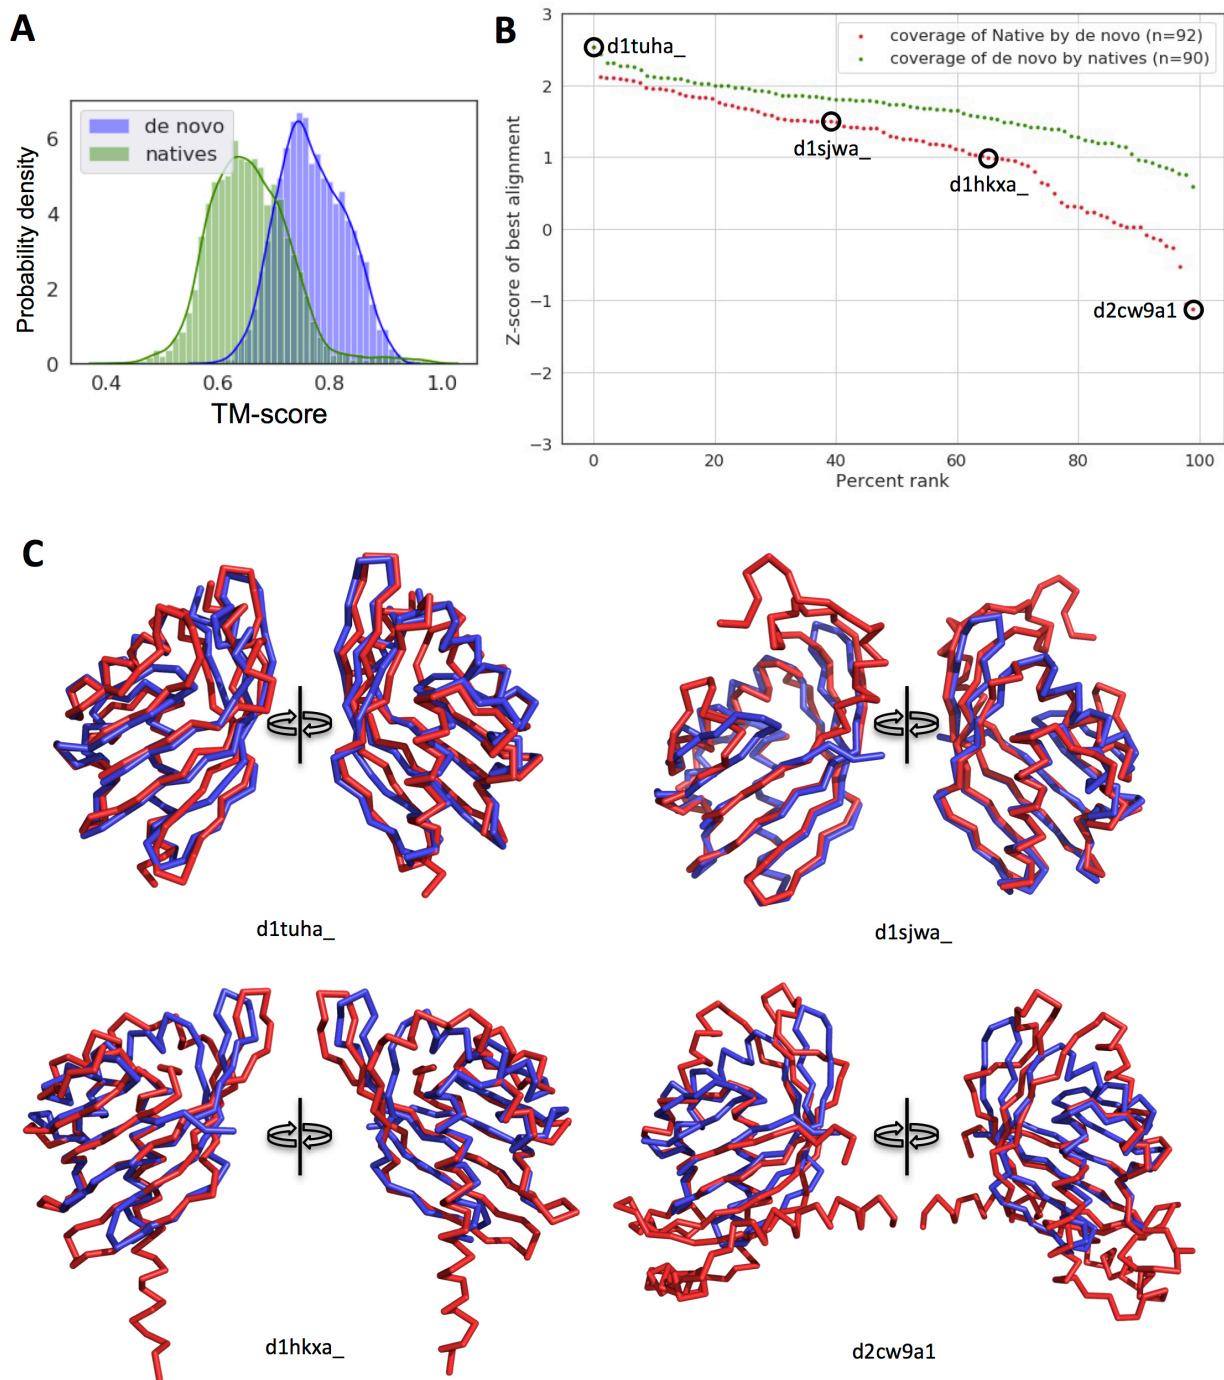 A
de novo
natives
6
4
2
0
Probability density
0.4 0.6 0.8 1.0
TM-score
B
3
2
1
0
−1
−2
−3
Z-score of best alignment
coverage of Native by de novo (n=92)
coverage of de novo by natives (n=90)
d1tuha_
d1sjwa_
d1hkxa_
d2cw9a1
0 20 40 60 80 100
Percent rank
C
d1tuha_
d1sjwa_
d1hkxa_
d2cw9a1